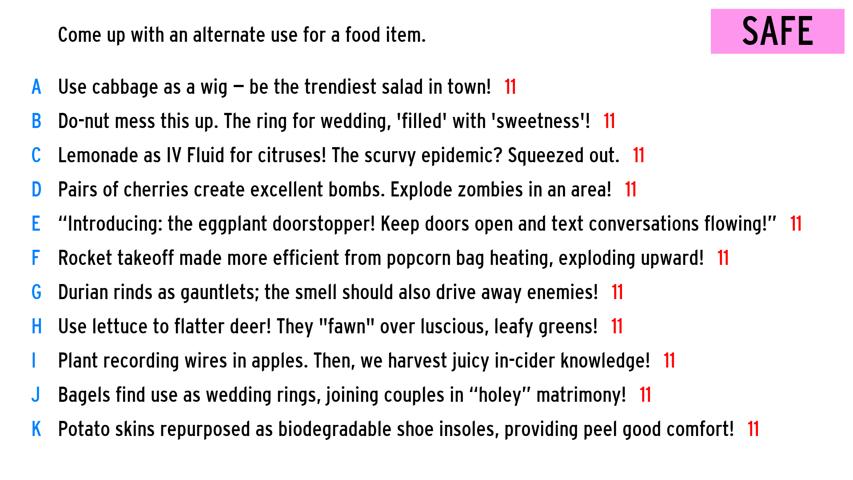 Come up with an alternate use for a food item.
SAFE
A Use cabbage as a wig – be the trendiest salad in town! 11
B Do-nut mess this up. The ring for wedding, 'filled' with 'sweetness'! 11
C Lemonade as IV Fluid for citruses! The scurvy epidemic? Squeezed out. 11
D Pairs of cherries create excellent bombs. Explode zombies in an area! 11
E “Introducing: the eggplant doorstopper! Keep doors open and text conversations flowing!” 11
F Rocket takeoff made more efficient from popcorn bag heating, exploding upward! 11
G Durian rinds as gauntlets; the smell should also drive away enemies! 11
H Use lettuce to flatter deer! They "fawn" over luscious, leafy greens! 11
I Plant recording wires in apples. Then, we harvest juicy in-cider knowledge! 11
J Bagels find use as wedding rings, joining couples in “holey” matrimony! 11
K Potato skins repurposed as biodegradable shoe insoles, providing peel good comfort! 11